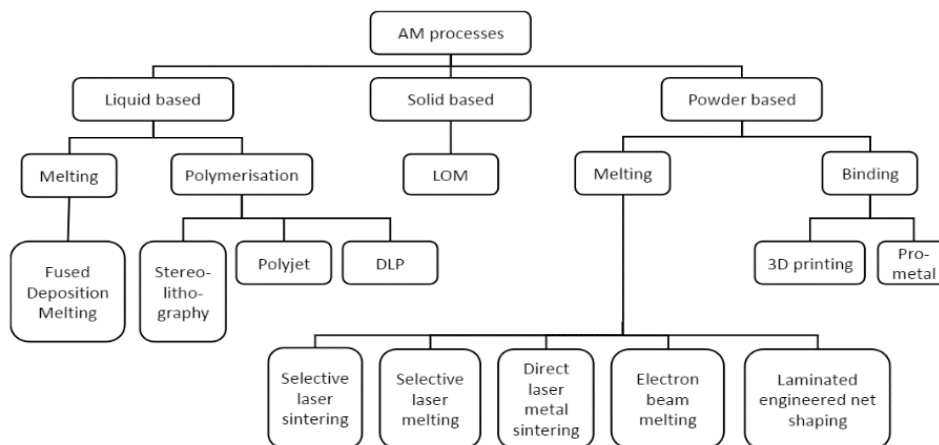 AM processes
Liquid based
Solid based
Powder based
Melting
Polymerisation
LOM
Melting
Binding
Fused
Deposition
Melting
Stereo-
litho-
graphy
Polyjet
DLP
3D printing
Pro-
metal
Selective
laser
sintering
Selective
laser
melting
Direct
laser
metal
sintering
Electron
beam
melting
Laminated
engineered net
shaping